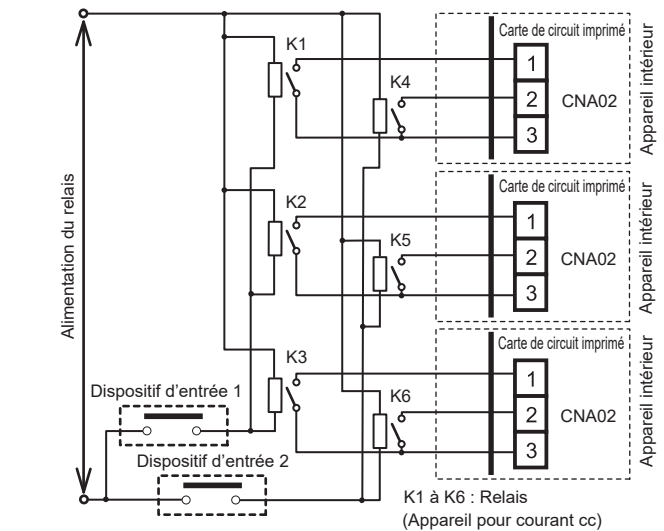 K1
Carte de circuit imprimé
1
K4
2
CNA02
3
Appareil intérieur
Alimentation du relais
K2
Carte de circuit imprimé
1
K5
2
CNA02
3
Appareil intérieur
K3
Carte de circuit imprimé
1
Dispositif d'entrée 1
K6
2
CNA02
3
Appareil intérieur
Dispositif d'entrée 2
K1 à K6 : Relais
(Appareil pour courant cc)